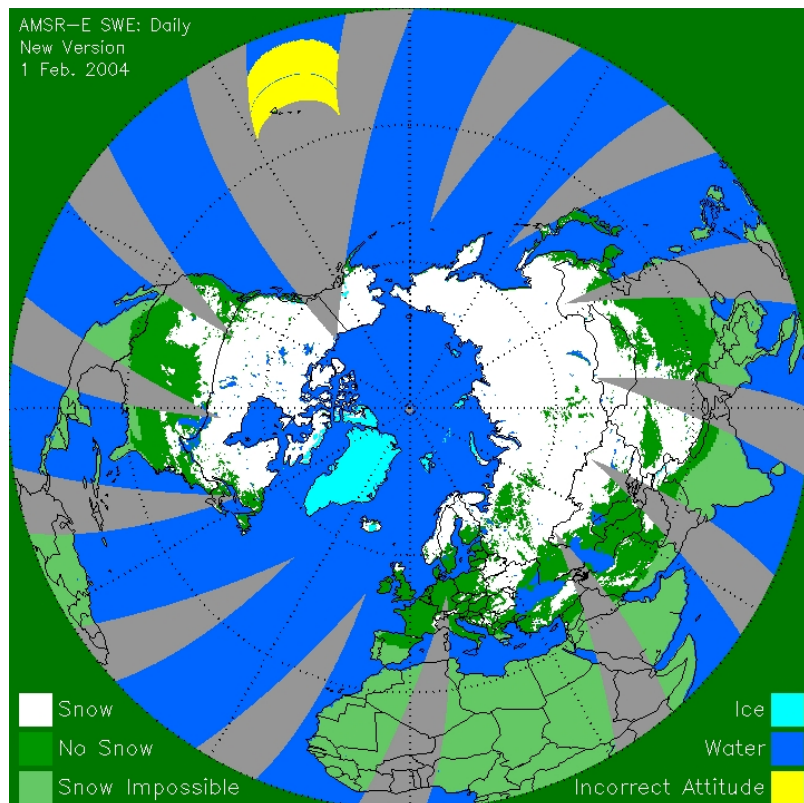 AMSR-E SWE: Daily
New Version
1 Feb. 2004
Snow
No Snow
Snow Impossible
Ice
Water
Incorrect Attitude